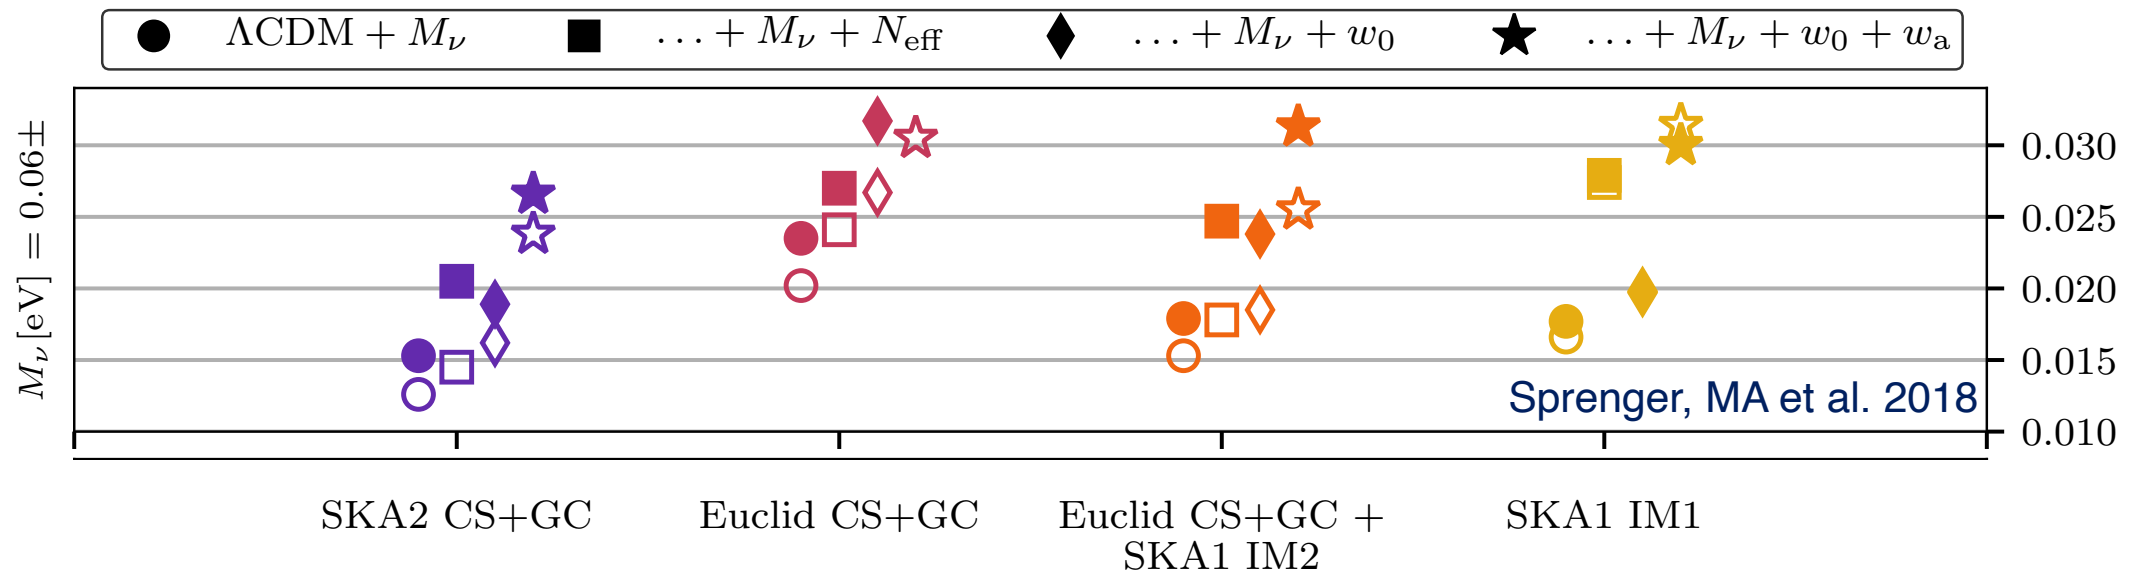 ΛCDM + Mν
… + Mν + Neff
… + Mν + w0
… + Mν + w0 + wa
Mν [eV] = 0.06±
0.030
0.025
0.020
0.015
0.010
Sprenger, MA et al. 2018
SKA2 CS+GC
Euclid CS+GC
Euclid CS+GC +
SKA1 IM2
SKA1 IM1